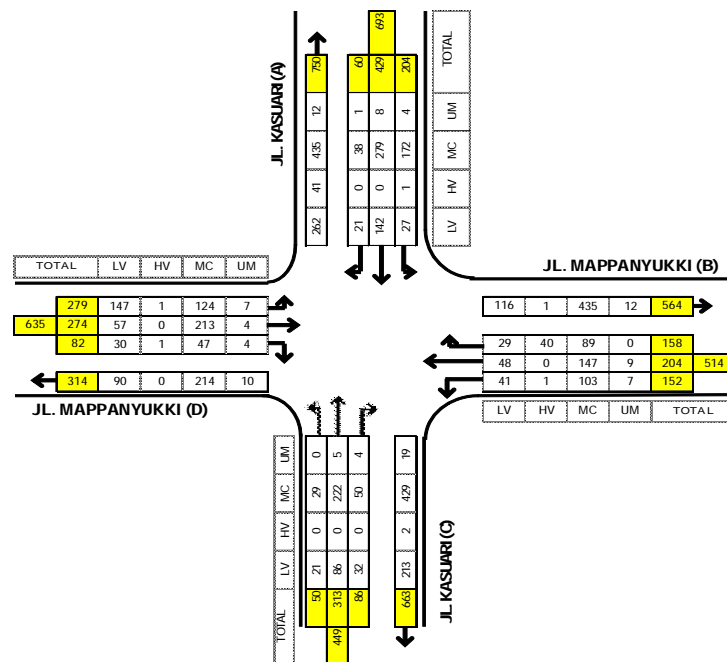 JL. KASUARI (A)
750 12 435 41 262
693
60 1 38 0 21
429 8 279 0 142
204 4 172 1 27
TOTAL UM MC HV LV
TOTAL LV HV MC UM
279 147 1 124 7
635 274 57 0 213 4
82 30 1 47 4
314 90 0 214 10
JL. MAPPANYUKKI (D)
JL. MAPPANYUKKI (B)
116 1 435 12 564
29 40 89 0 158
48 0 147 9 204 514
41 1 103 7 152
LV HV MC UM TOTAL
UM MC HV LV TOTAL
0 29 0 21 50
5 222 0 86 313
4 50 0 32 86
449
19 429 2 213 663
JL KASUARI (C)